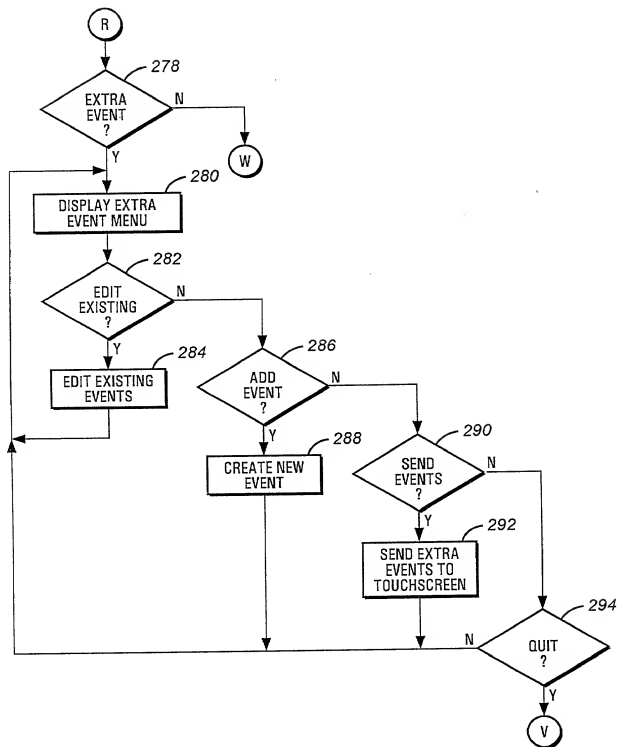 R
278
EXTRA
EVENT
?
N
Y
W
280
DISPLAY EXTRA
EVENT MENU
282
EDIT
EXISTING
?
N
Y
284
EDIT EXISTING
EVENTS
286
ADD
EVENT
?
N
Y
288
CREATE NEW
EVENT
290
SEND
EVENTS
?
N
Y
292
SEND EXTRA
EVENTS TO
TOUCHSCREEN
294
QUIT
?
N
Y
V